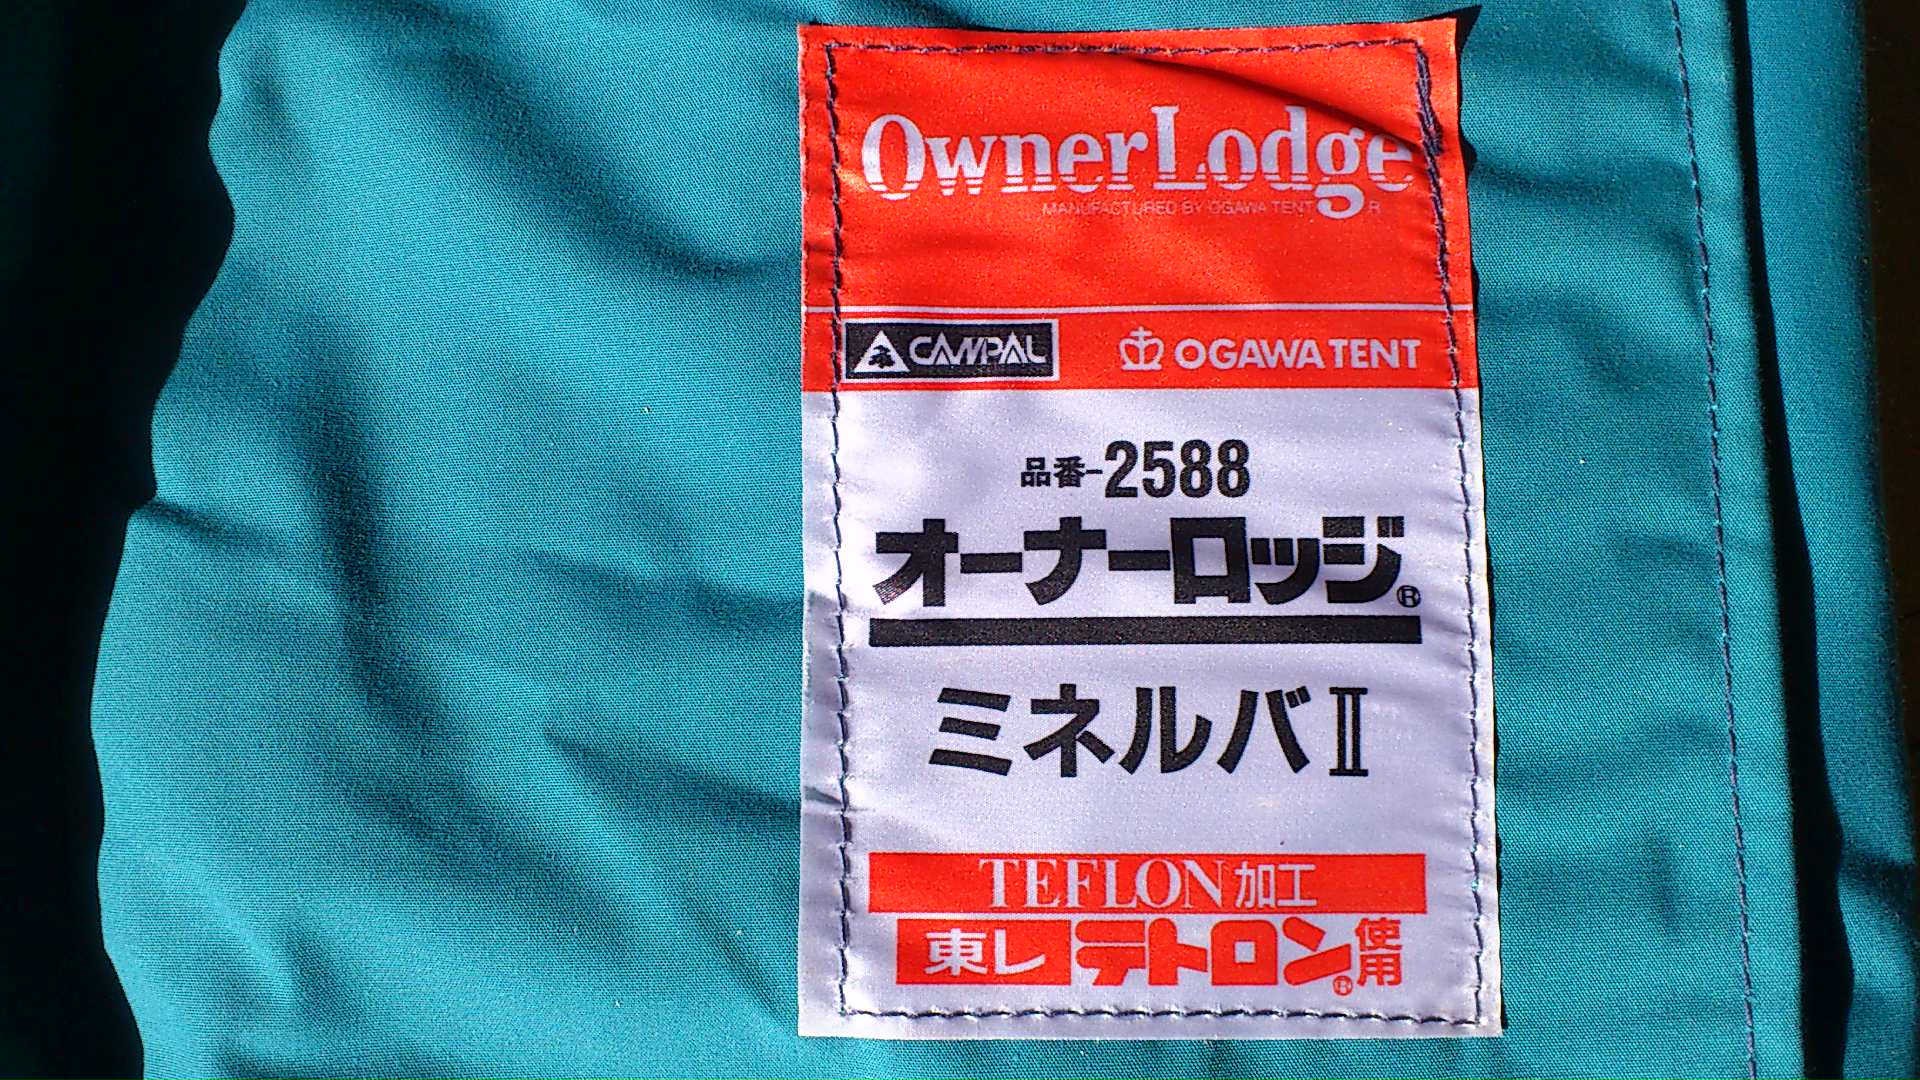 OwnerLodge
MANUFACTURED BY OGAWA TENT
R
CAMPAL
OGAWA TENT
品番-2588
オーナーロッジ®
ミネルバⅡ
TEFLON加工
東レテトロン®使用